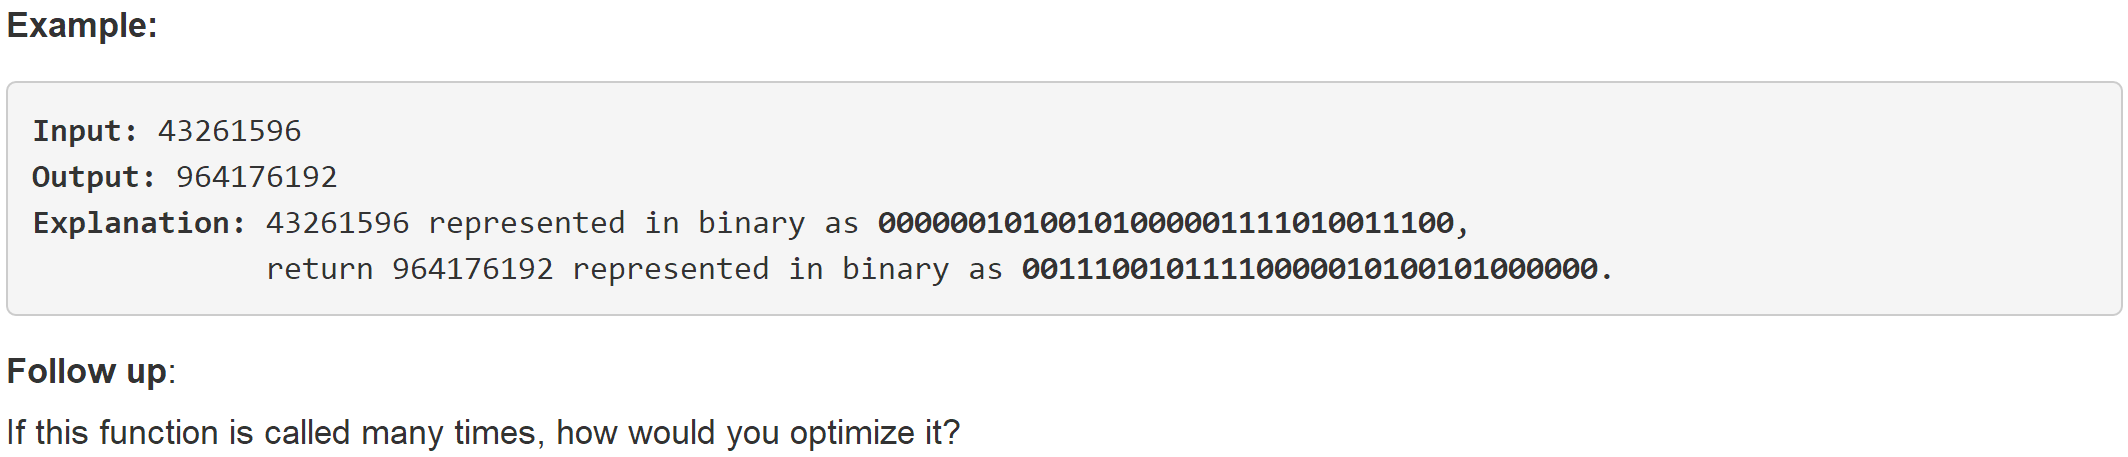 Example:
Input: 43261596
Output: 964176192
Explanation: 43261596 represented in binary as 00000010100101000001111010011100,
return 964176192 represented in binary as 00111001011110000010100101000000.
Follow up:
If this function is called many times, how would you optimize it?